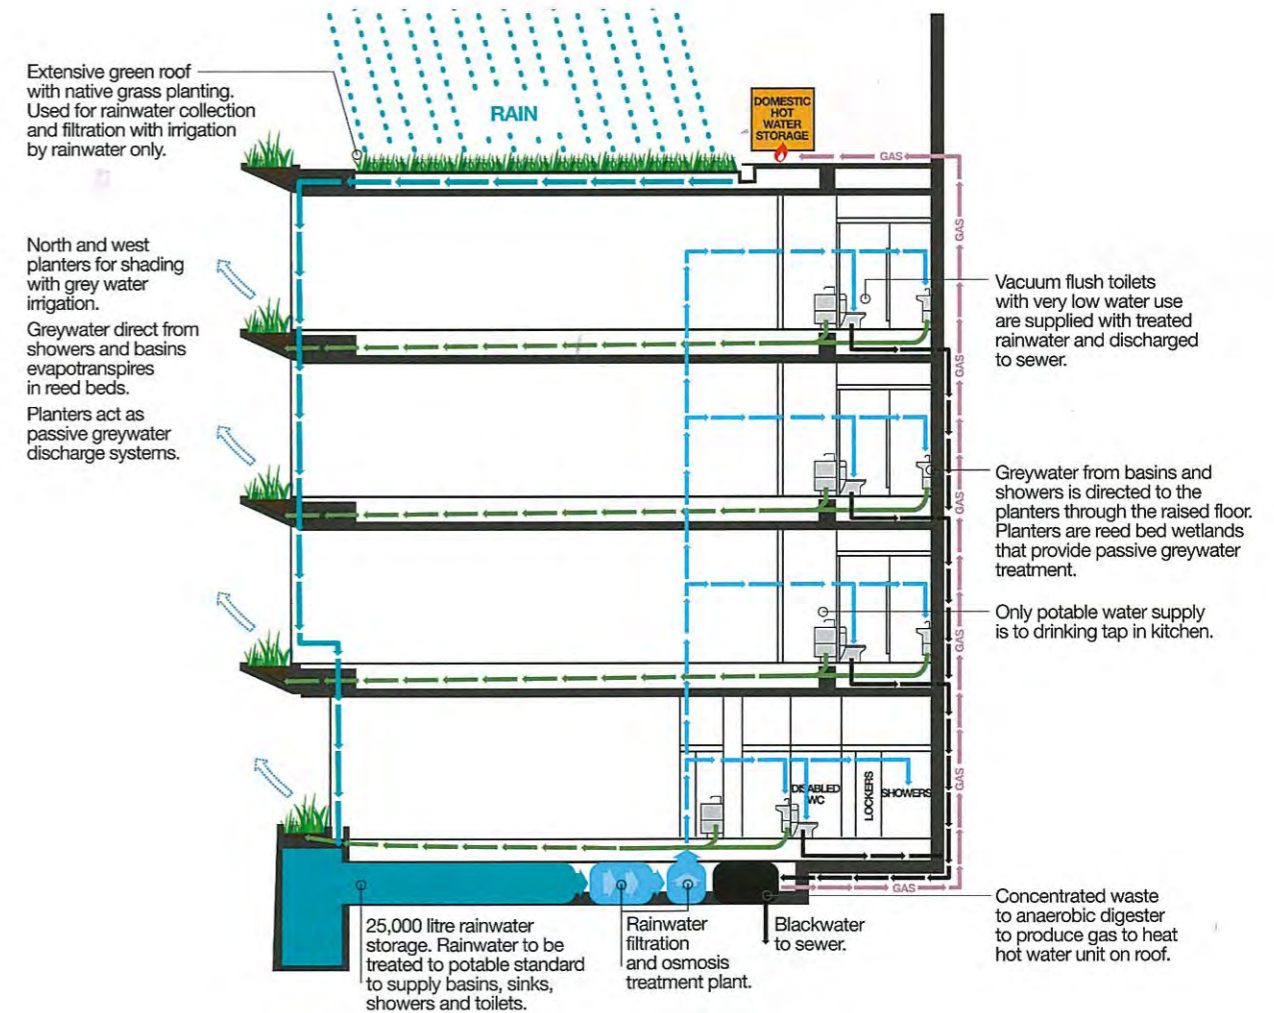 Extensive green roof
with native grass planting.
Used for rainwater collection
and filtration with irrigation
by rainwater only.
RAIN
DOMESTIC
HOT
WATER
STORAGE
GAS
GAS
North and west
planters for shading
with grey water
irrigation.
Greywater direct from
showers and basins
evapotranspires
in reed beds.
Planters act as
passive greywater
discharge systems.
Vacuum flush toilets
with very low water use
are supplied with treated
rainwater and discharged
to sewer.
GAS
Greywater from basins and
showers is directed to the
planters through the raised floor.
Planters are reed bed wetlands
that provide passive greywater
treatment.
GAS
Only potable water supply
is to drinking tap in kitchen.
GAS
DISABLED
WC
LOCKERS
SHOWERS
GAS
GAS
25,000 litre rainwater
storage. Rainwater to be
treated to potable standard
to supply basins, sinks,
showers and toilets.
Rainwater
filtration
and osmosis
treatment plant.
Blackwater
to sewer.
Concentrated waste
to anaerobic digester
to produce gas to heat
hot water unit on roof.